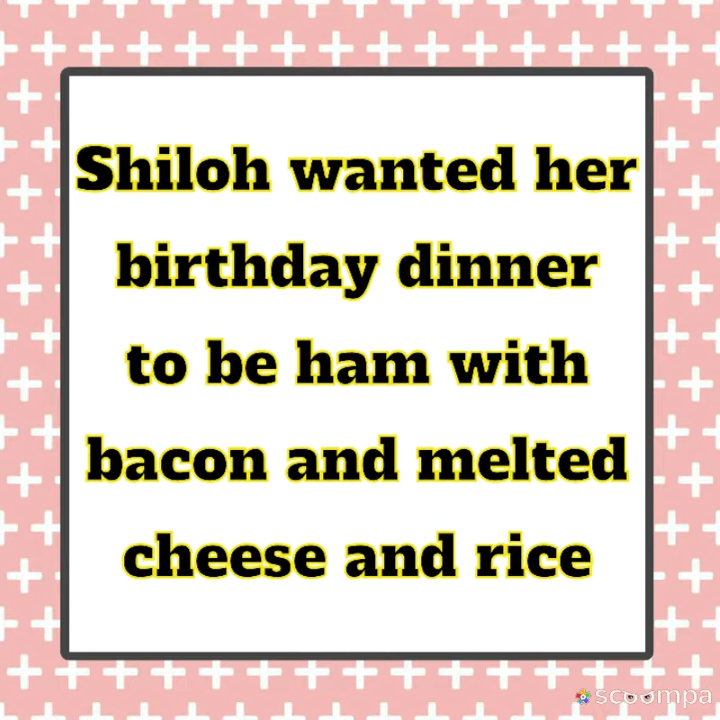 Shiloh wanted her
birthday dinner
to be ham with
bacon and melted
cheese and rice
scoompa